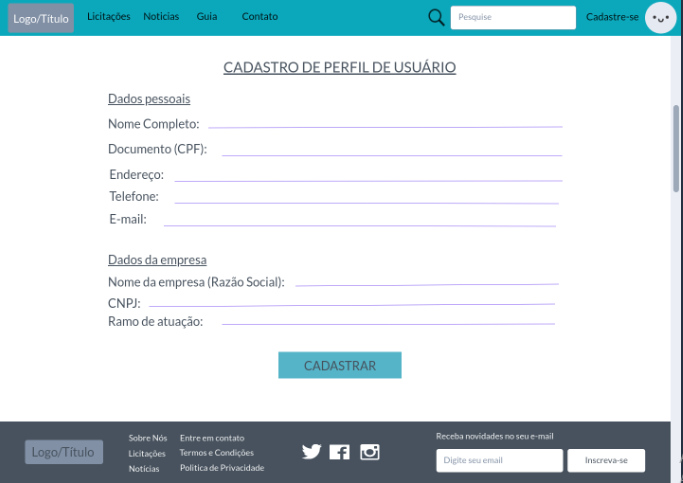 Logo/Título Licitações Noticias Guia Contato Pesquise Cadastre-se
CADASTRO DE PERFIL DE USUÁRIO
Dados pessoais
Nome Completo:
Documento (CPF):
Endereço:
Telefone:
E-mail:
Dados da empresa
Nome da empresa (Razão Social):
CNPJ:
Ramo de atuação:
CADASTRAR
Logo/Título
Sobre Nós
Licitações
Noticias
Entre em contato
Termos e Condições
Politica de Privacidade
Receba novidades no seu e-mail
Digite seu email
Inscreva-se